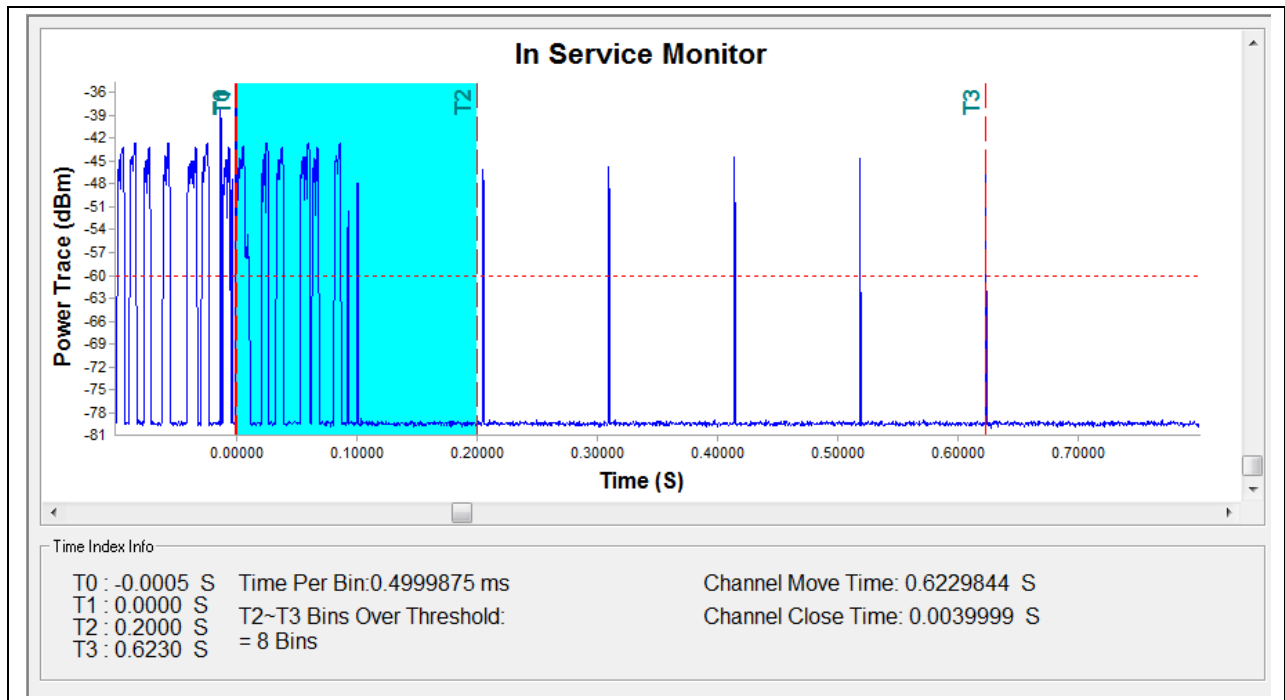 In Service Monitor
Power Trace (dBm)
-36
-39
-42
-45
-48
-51
-54
-57
-60
-63
-66
-69
-72
-75
-78
-81
T0
T2
T3
0.00000 0.10000 0.20000 0.30000 0.40000 0.50000 0.60000 0.70000
Time (S)
Time Index Info
T0 : -0.0005 S
T1 : 0.0000 S
T2 : 0.2000 S
T3 : 0.6230 S
Time Per Bin:0.4999875 ms
T2~T3 Bins Over Threshold:
= 8 Bins
Channel Move Time: 0.6229844 S
Channel Close Time: 0.0039999 S